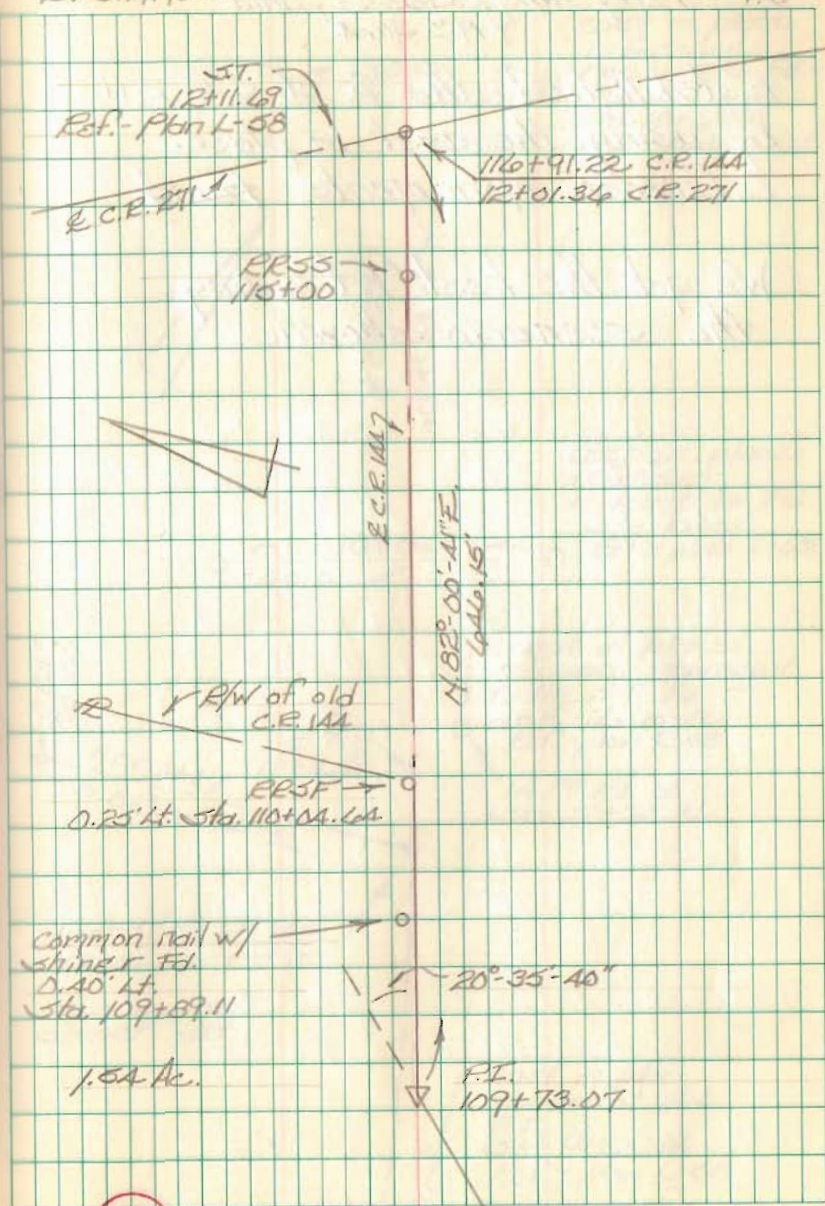 S.T.
12+11.69
Ref.- Plan L-58
116+91.22 C.R. 144
12+01.36 C.R. 271
℄ C.R. 271
RRSS
115+00
℄ C.R. 144
N.82°-00'-41"E.
646.15'
℄
R/W of old
C.R. 144
RRSF
0.25' Lt. Sta. 110+04.64
Common nail w/
shiner Fd.
0.40' Lt.
Sta. 109+89.11
20°-35'-40"
1.54 Ac.
P.I.
109+73.07